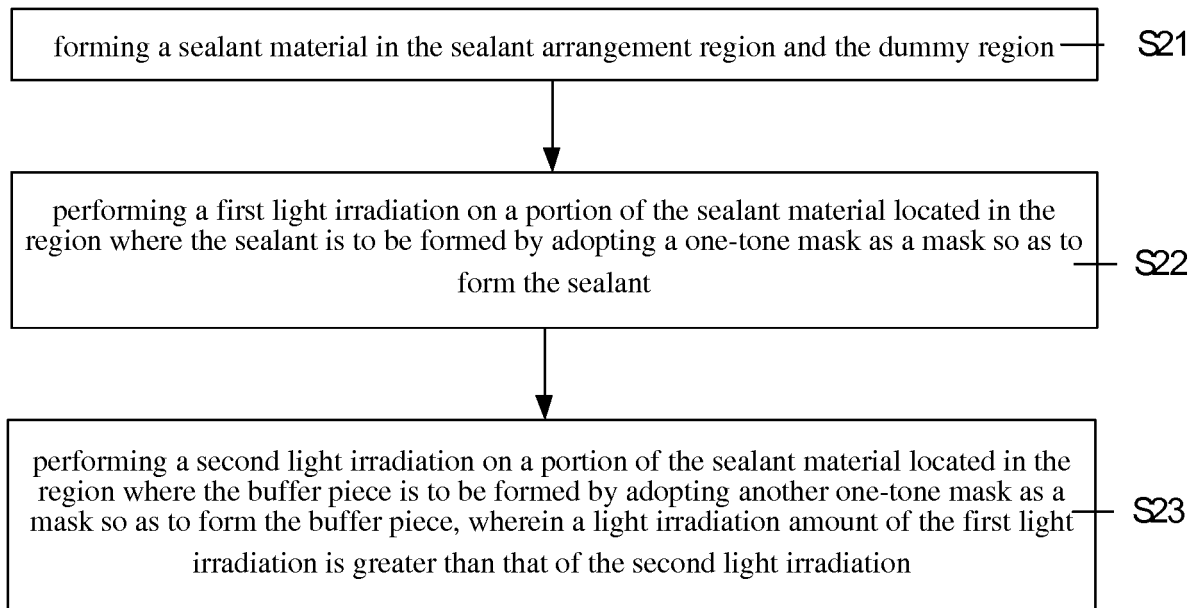 forming a sealant material in the sealant arrangement region and the dummy region S21
performing a first light irradiation on a portion of the sealant material located in the
region where the sealant is to be formed by adopting a one-tone mask as a mask so as to
form the sealant
S22
performing a second light irradiation on a portion of the sealant material located in the
region where the buffer piece is to be formed by adopting another one-tone mask as a
mask so as to form the buffer piece, wherein a light irradiation amount of the first light
irradiation is greater than that of the second light irradiation
S23